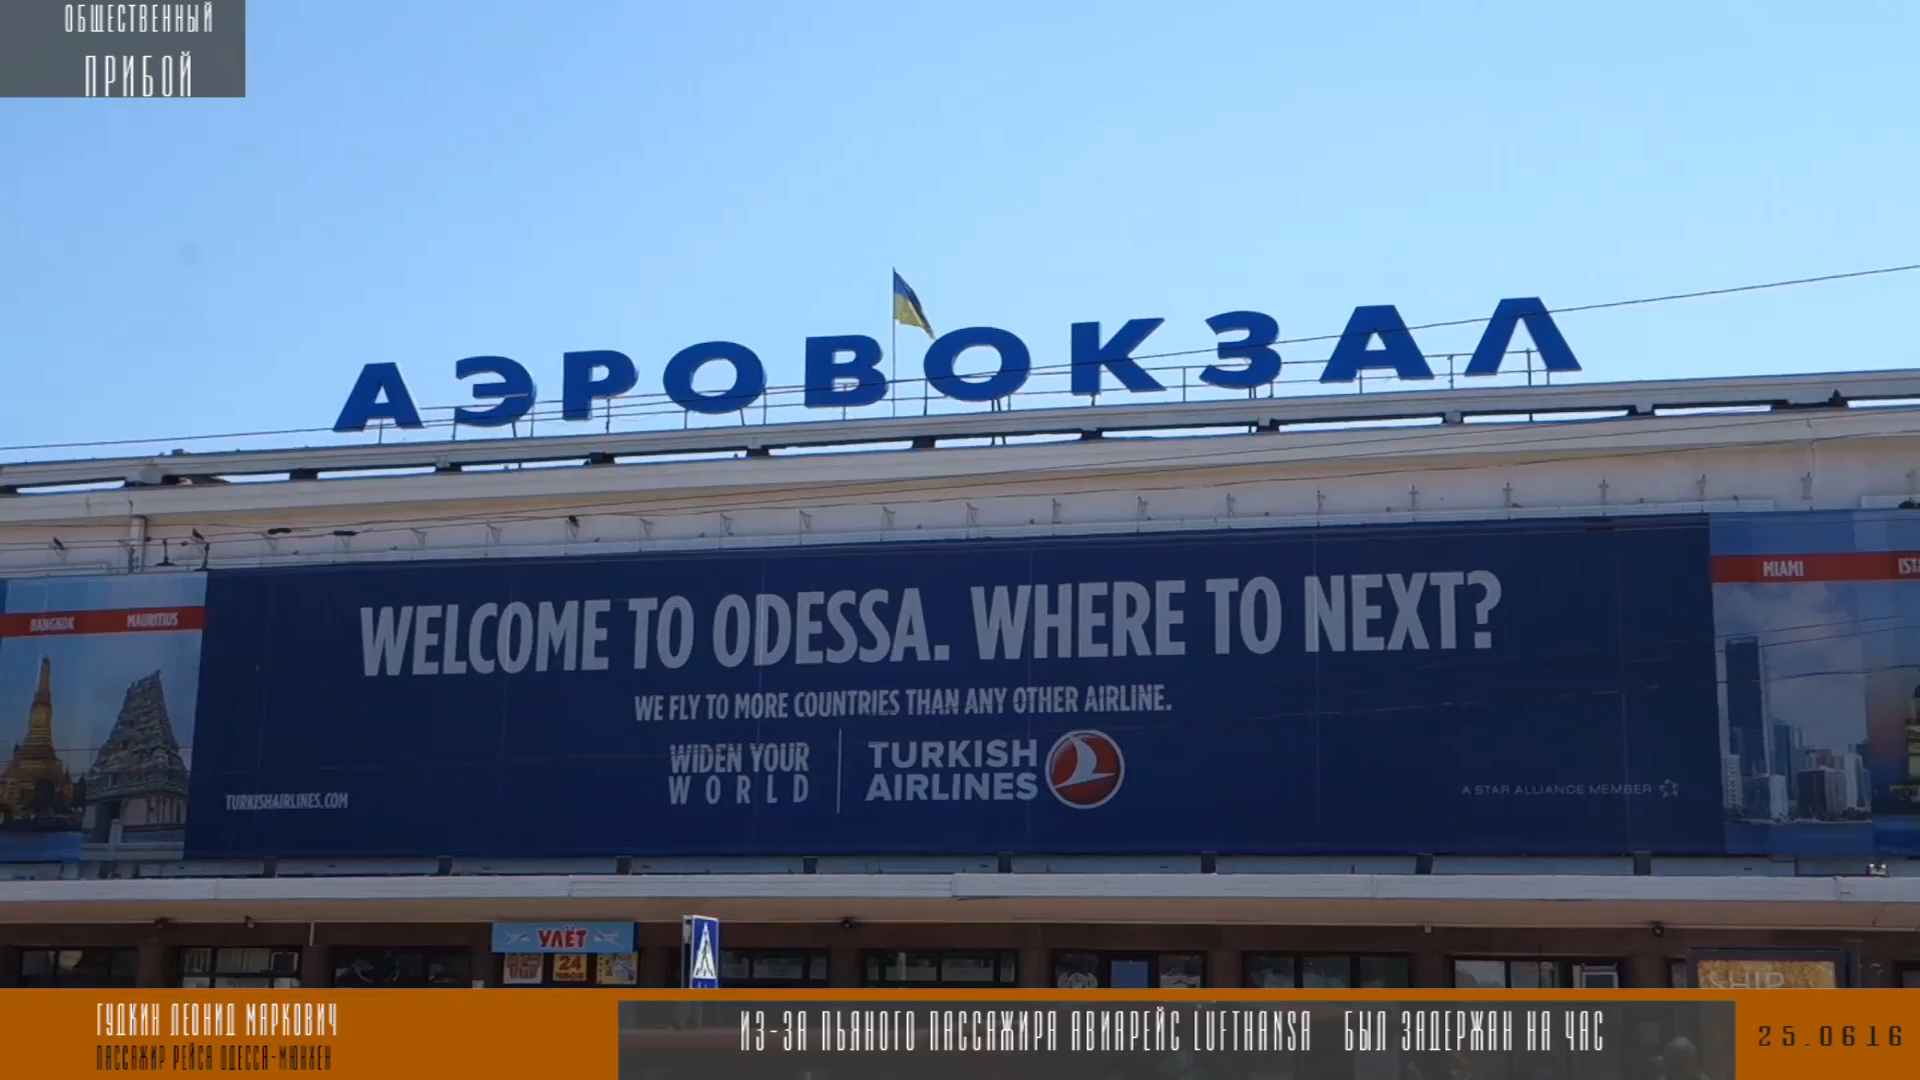 ОБЩЕСТВЕННЫЙ
ПРИБОЙ
АЭРОВОКЗАЛ
BANGKOK
MAURITIUS
MIAMI
WELCOME TO ODESSA. WHERE TO NEXT?
WE FLY TO MORE COUNTRIES THAN ANY OTHER AIRLINE.
WIDEN YOUR
WORLD
TURKISH
AIRLINES
TURKISHAIRLINES.COM
A STAR ALLIANCE MEMBER
УЛЁТ
24
SHIP
ГУДКИН ЛЕОНИД МАРКОВИЧ
ПАССАЖИР РЕЙСА ОДЕССА-МЮНХЕН
ИЗ-ЗА ПЬЯНОГО ПАССАЖИРА АВИАРЕЙС LUFTHANSA БЫЛ ЗАДЕРЖАН НА ЧАС
25.0616